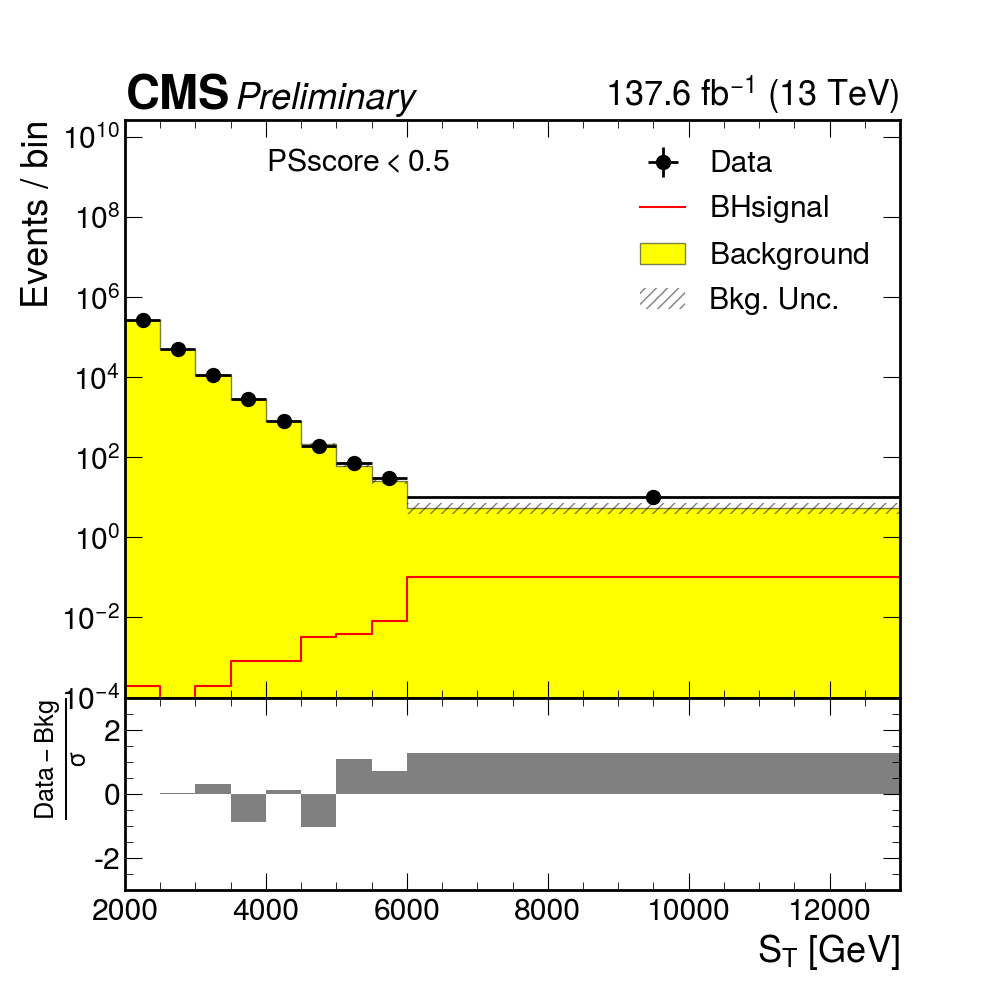 CMS Preliminary 137.6 fb⁻¹ (13 TeV)
Events / bin
10¹⁰
10⁸
10⁶
10⁴
10²
10⁰
10⁻²
10⁻⁴
PSscore < 0.5
Data
BHsignal
Background
Bkg. Unc.
Data − Bkg
σ
2
0
-2
2000 4000 6000 8000 10000 12000
S_T [GeV]